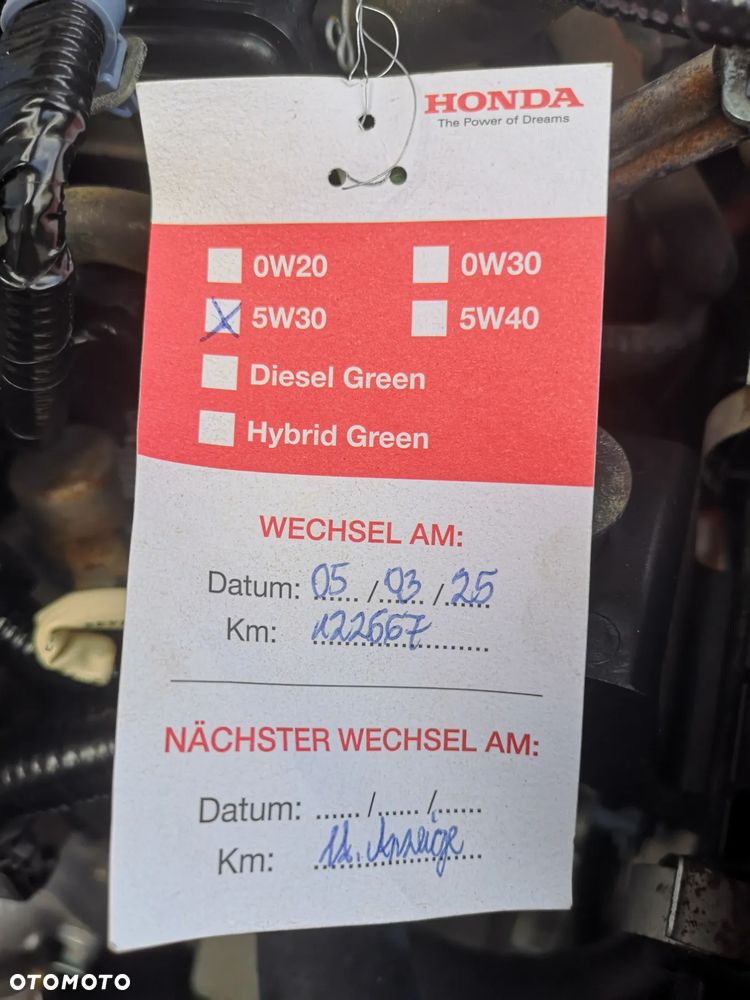 HONDA
The Power of Dreams
0W20 0W30
5W30 5W40
Diesel Green
Hybrid Green
WECHSEL AM:
Datum: 05 / 03 / 25
Km: 122667
NÄCHSTER WECHSEL AM:
Datum: ...... /...... /......
Km: lt. Anzeige
OTOMOTO